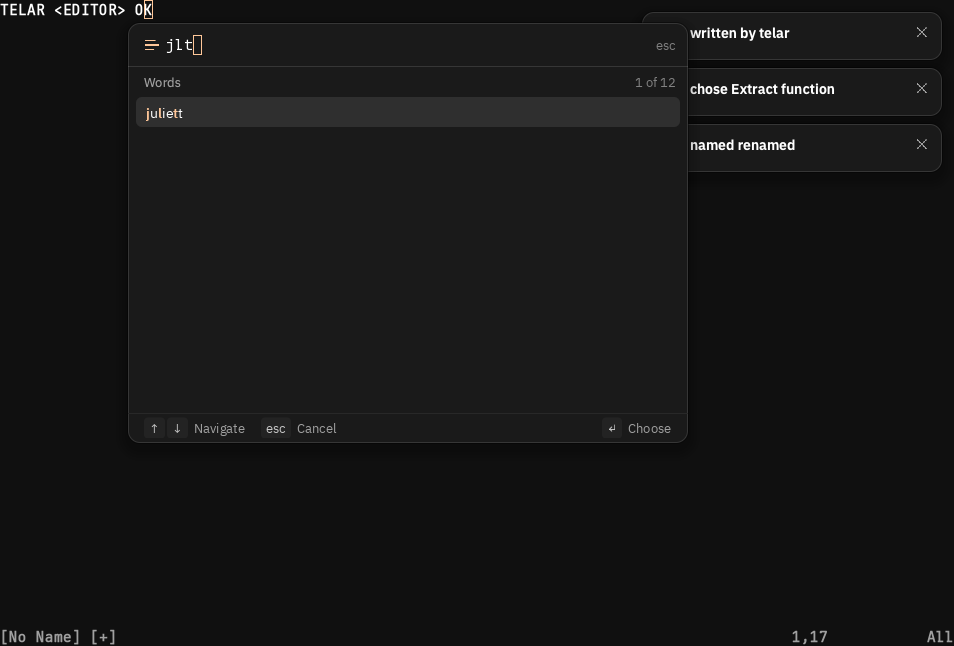 TELAR <EDITOR> OK
jlt
esc
Words
1 of 12
juliett
↑ ↓ Navigate esc Cancel
↵ Choose
written by telar
chose Extract function
named renamed
[No Name] [+]
1,17
All